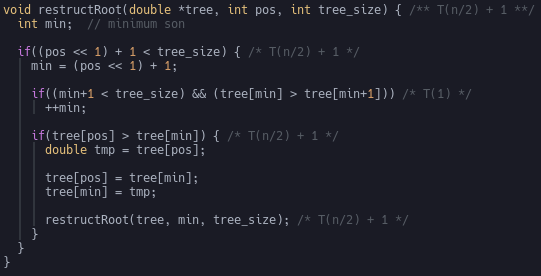 void restructRoot(double *tree, int pos, int tree_size) { /** T(n/2) + 1 **/
int min; // minimum son
if((pos << 1) + 1 < tree_size) { /* T(n/2) + 1 */
min = (pos << 1) + 1;
if((min+1 < tree_size) && (tree[min] > tree[min+1])) /* T(1) */
++min;
if(tree[pos] > tree[min]) { /* T(n/2) + 1 */
double tmp = tree[pos];
tree[pos] = tree[min];
tree[min] = tmp;
restructRoot(tree, min, tree_size); /* T(n/2) + 1 */
}
}
}